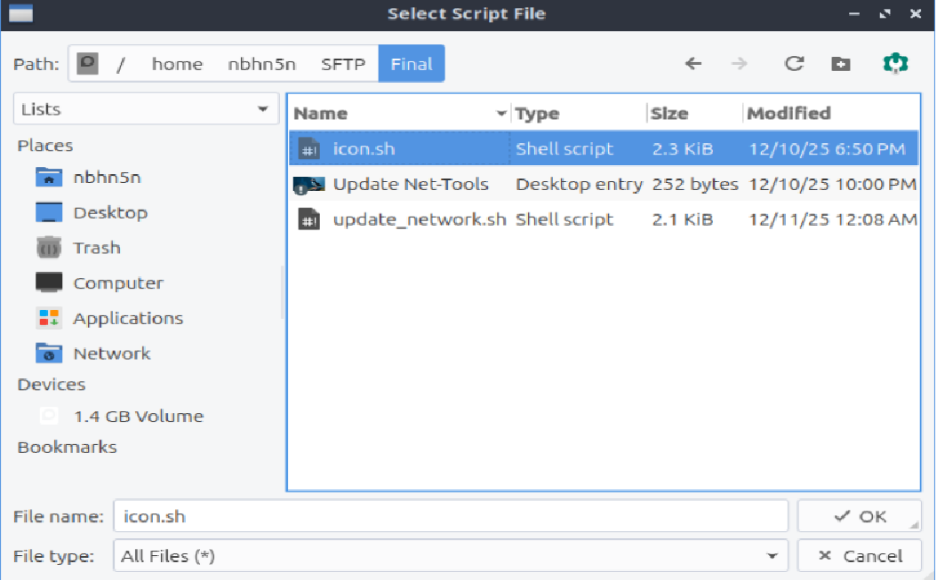 Select Script File
Path: / home nbhn5n SFTP Final
Lists
Places
nbhn5n
Desktop
Trash
Computer
Applications
Network
Devices
1.4 GB Volume
Bookmarks
Name Type Size Modified
icon.sh Shell script 2.3 KiB 12/10/25 6:50 PM
Update Net-Tools Desktop entry 252 bytes 12/10/25 10:00 PM
update_network.sh Shell script 2.1 KiB 12/11/25 12:08 AM
File name: icon.sh OK
File type: All Files (*) Cancel